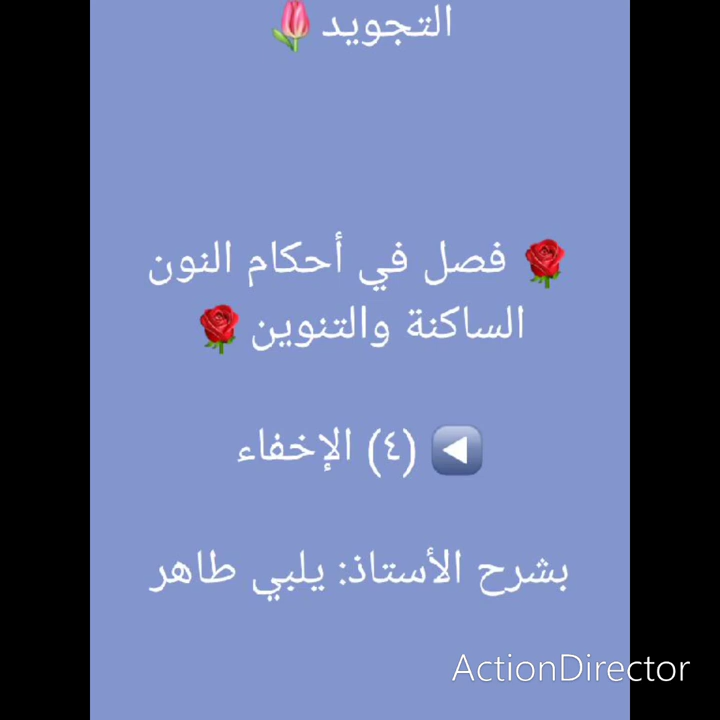 التجويد 🌷
🌹 فصل في أحكام النون
الساكنة والتنوين 🌹
◀️ (٤) الإخفاء
بشرح الأستاذ: يلبي طاهر
ActionDirector